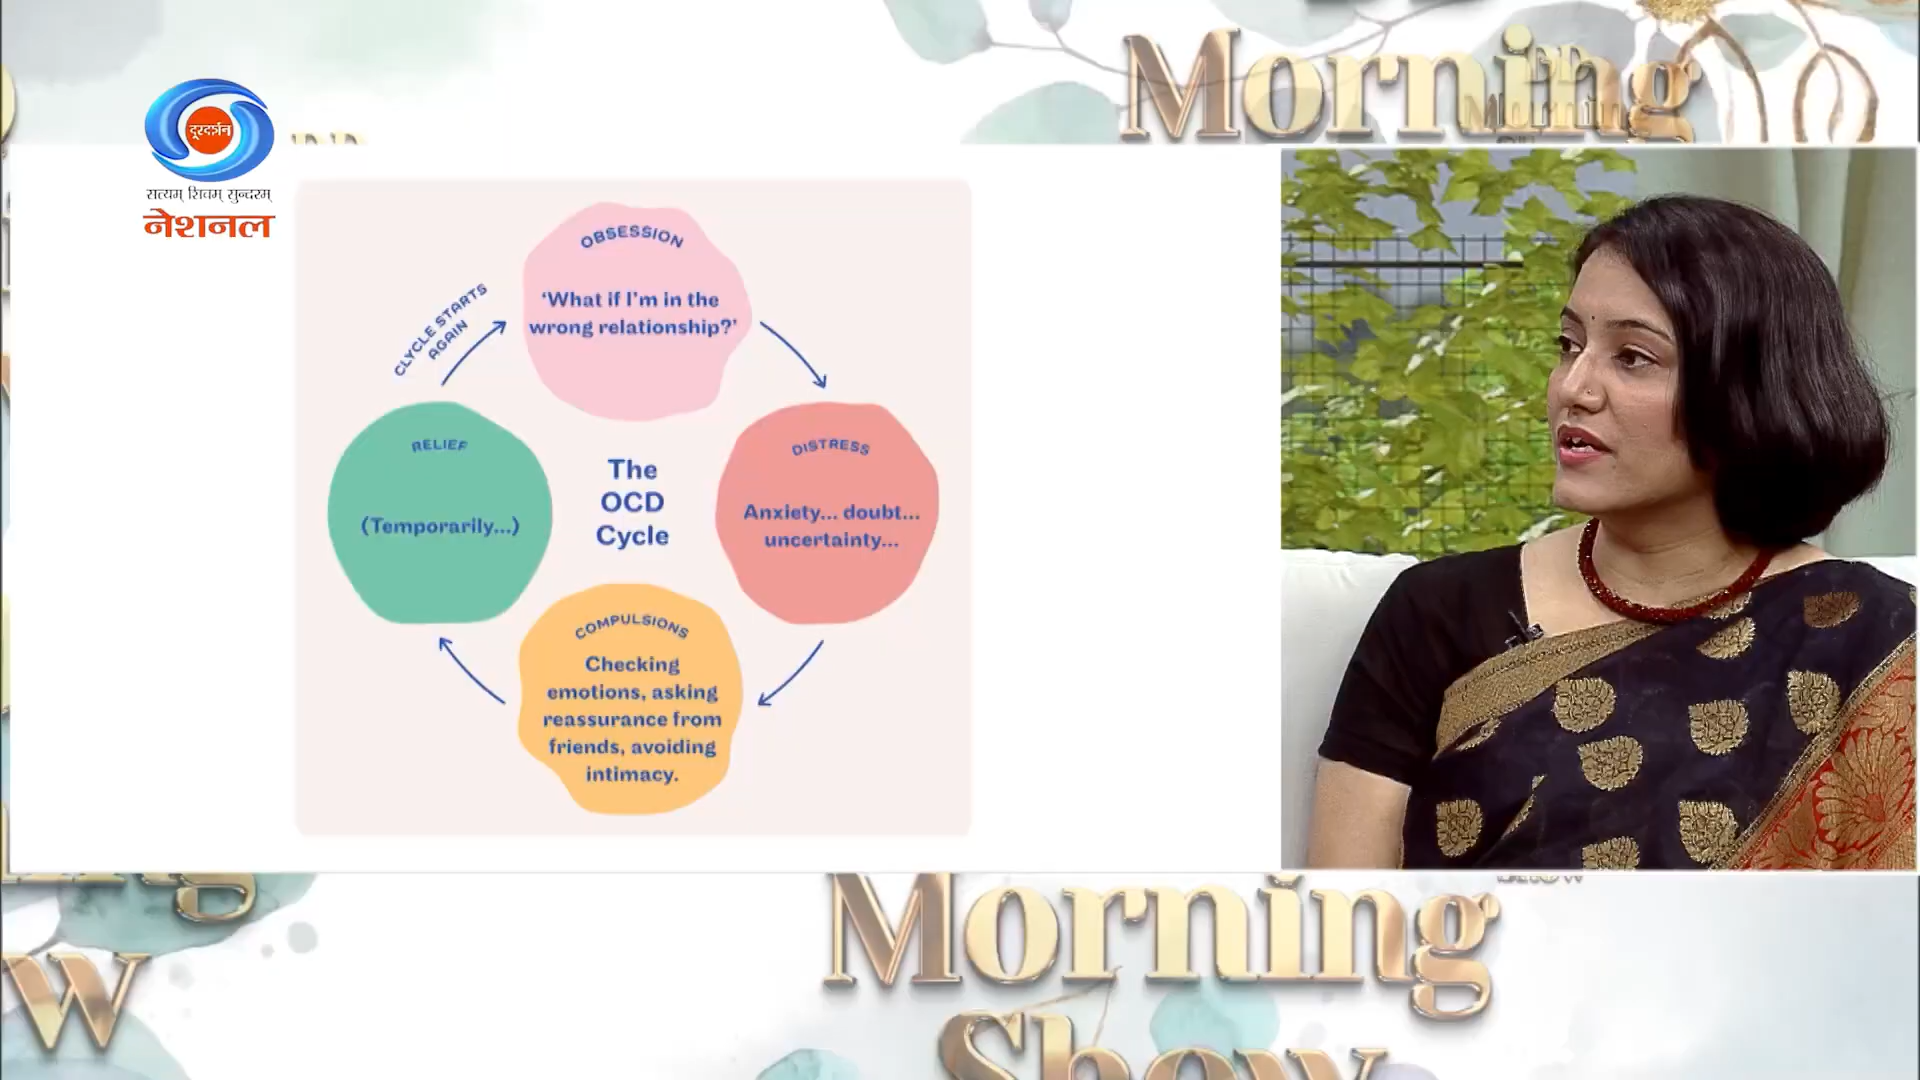 Morning
DD
Morning
दूरदर्शन
सत्यम् शिवम् सुन्दरम्
नेशनल
OBSESSION
‘What if I’m in the
wrong relationship?’
CLYCLE STARTS
AGAIN
RELIEF
(Temporarily...)
The
OCD
Cycle
DISTRESS
Anxiety... doubt...
uncertainty...
COMPULSIONS
Checking
emotions, asking
reassurance from
friends, avoiding
intimacy.
Morning
Show